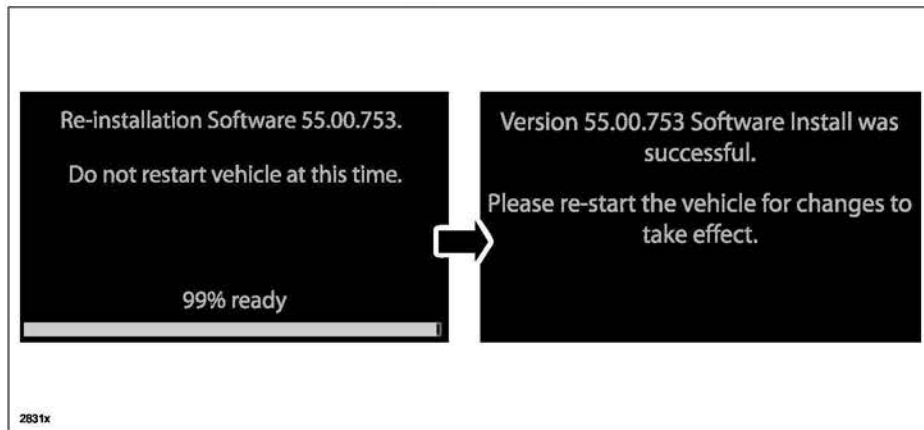 Re-installation Software 55.00.753.
Do not restart vehicle at this time.
99% ready
Version 55.00.753 Software Install was
successful.
Please re-start the vehicle for changes to
take effect.
2831x